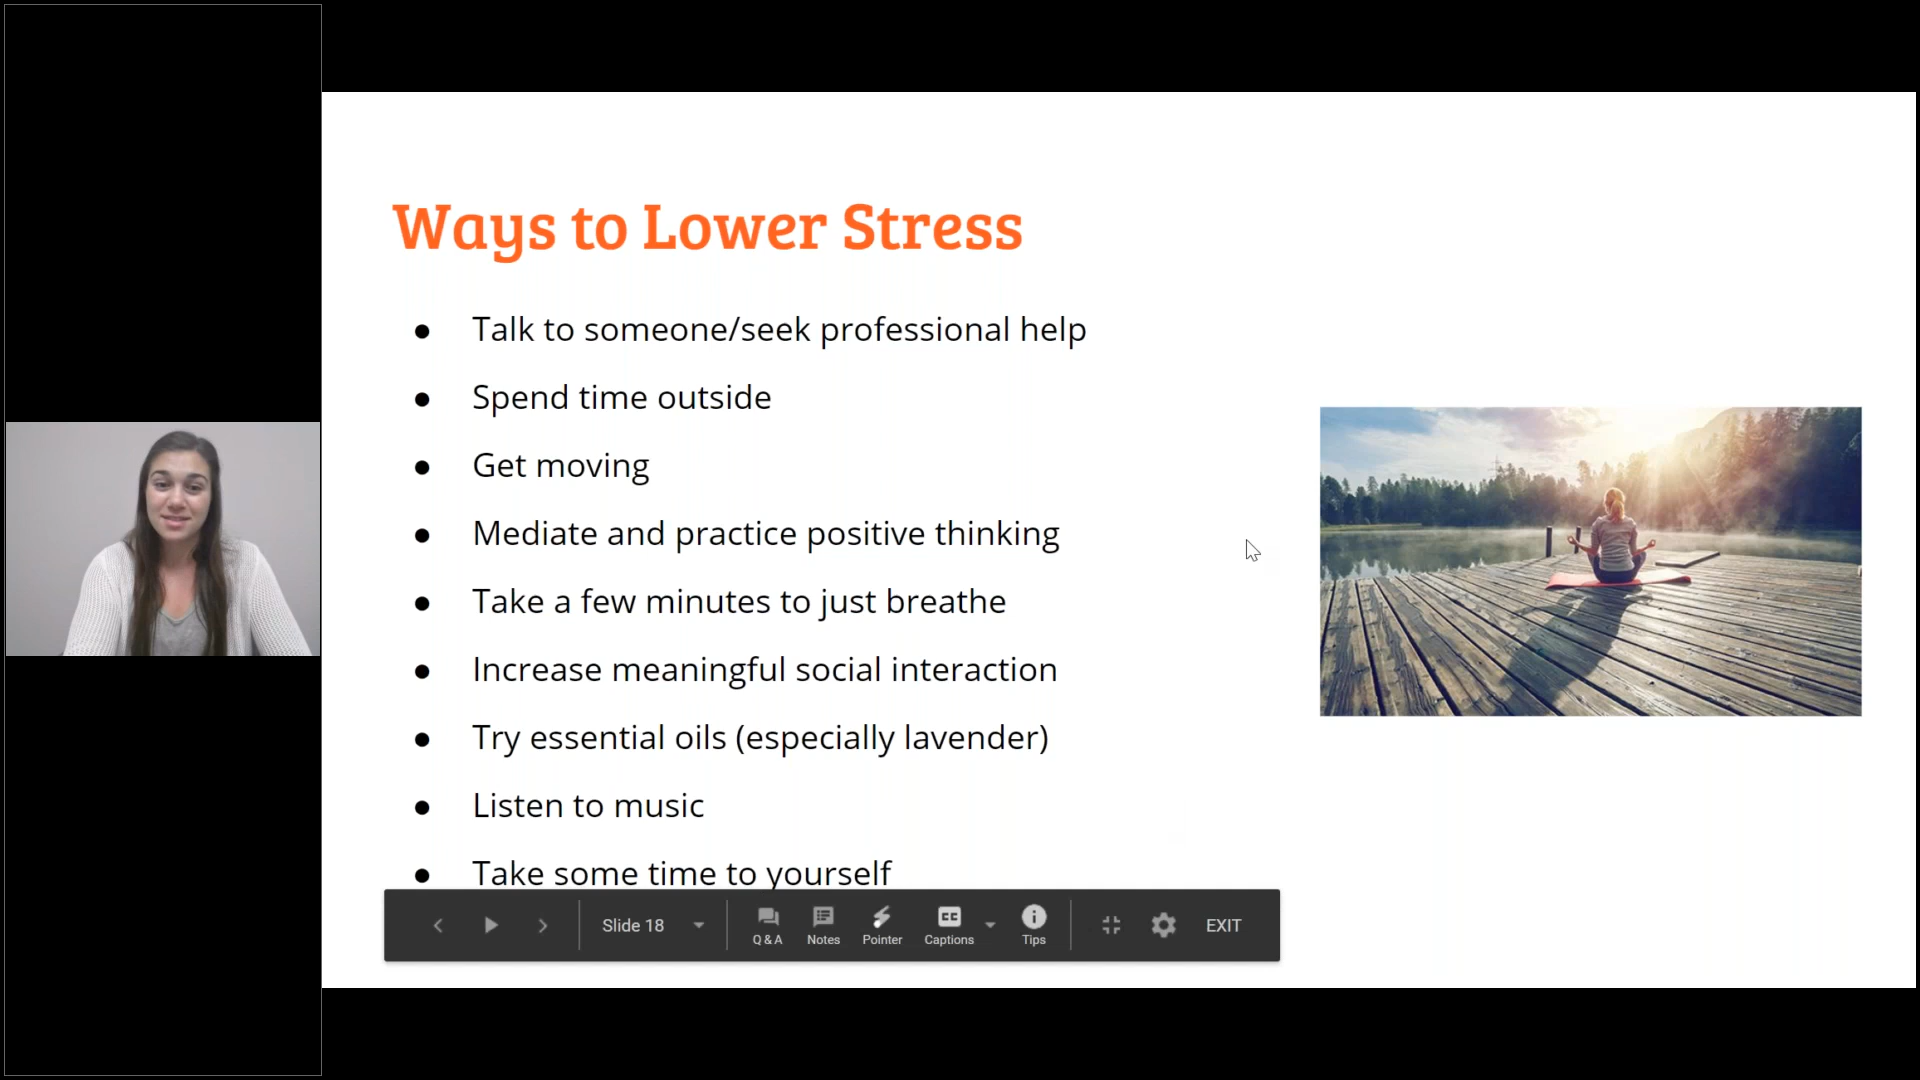 Ways to Lower Stress
● Talk to someone/seek professional help
● Spend time outside
● Get moving
● Mediate and practice positive thinking
● Take a few minutes to just breathe
● Increase meaningful social interaction
● Try essential oils (especially lavender)
● Listen to music
● Take some time to yourself
Slide 18 Q & A Notes Pointer CC Captions Tips EXIT